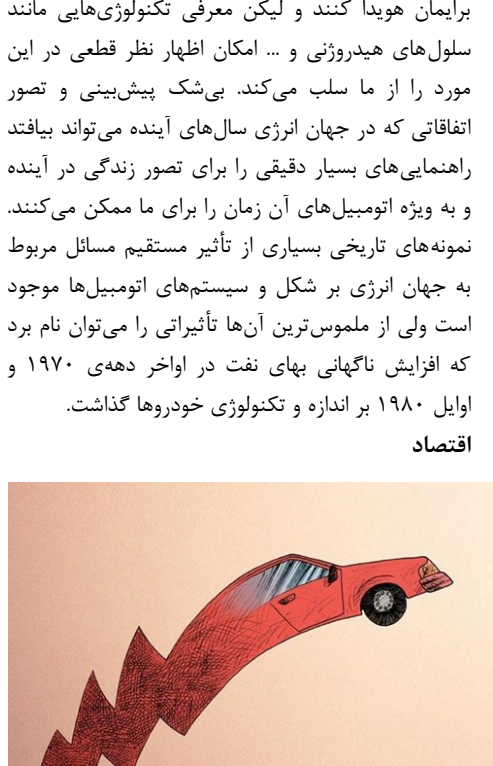 برایمان هویدا کنند و لیکن معرفی تکنولوژی‌هایی مانند
سلول‌های هیدروژنی و ... امکان اظهار نظر قطعی در این
مورد را از ما سلب می‌کند. بی‌شک پیش‌بینی و تصور
اتفاقاتی که در جهان انرژی سال‌های آینده می‌تواند بیافتد
راهنمایی‌های بسیار دقیقی را برای تصور زندگی در آینده
و به ویژه اتومبیل‌های آن زمان را برای ما ممکن می‌کنند.
نمونه‌های تاریخی بسیاری از تأثیر مستقیم مسائل مربوط
به جهان انرژی بر شکل و سیستم‌های اتومبیل‌ها موجود
است ولی از ملموس‌ترین آن‌ها تأثیراتی را می‌توان نام برد
که افزایش ناگهانی بهای نفت در اواخر دهه‌ی ۱۹۷۰ و
اوایل ۱۹۸۰ بر اندازه و تکنولوژی خودروها گذاشت.
اقتصاد